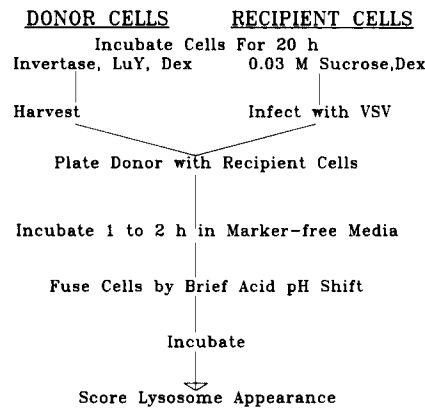 DONOR CELLS RECIPIENT CELLS
Incubate Cells For 20 h
Invertase, LuY, Dex 0.03 M Sucrose,Dex
Harvest Infect with VSV
Plate Donor with Recipient Cells
Incubate 1 to 2 h in Marker-free Media
Fuse Cells by Brief Acid pH Shift
Incubate
Score Lysosome Appearance